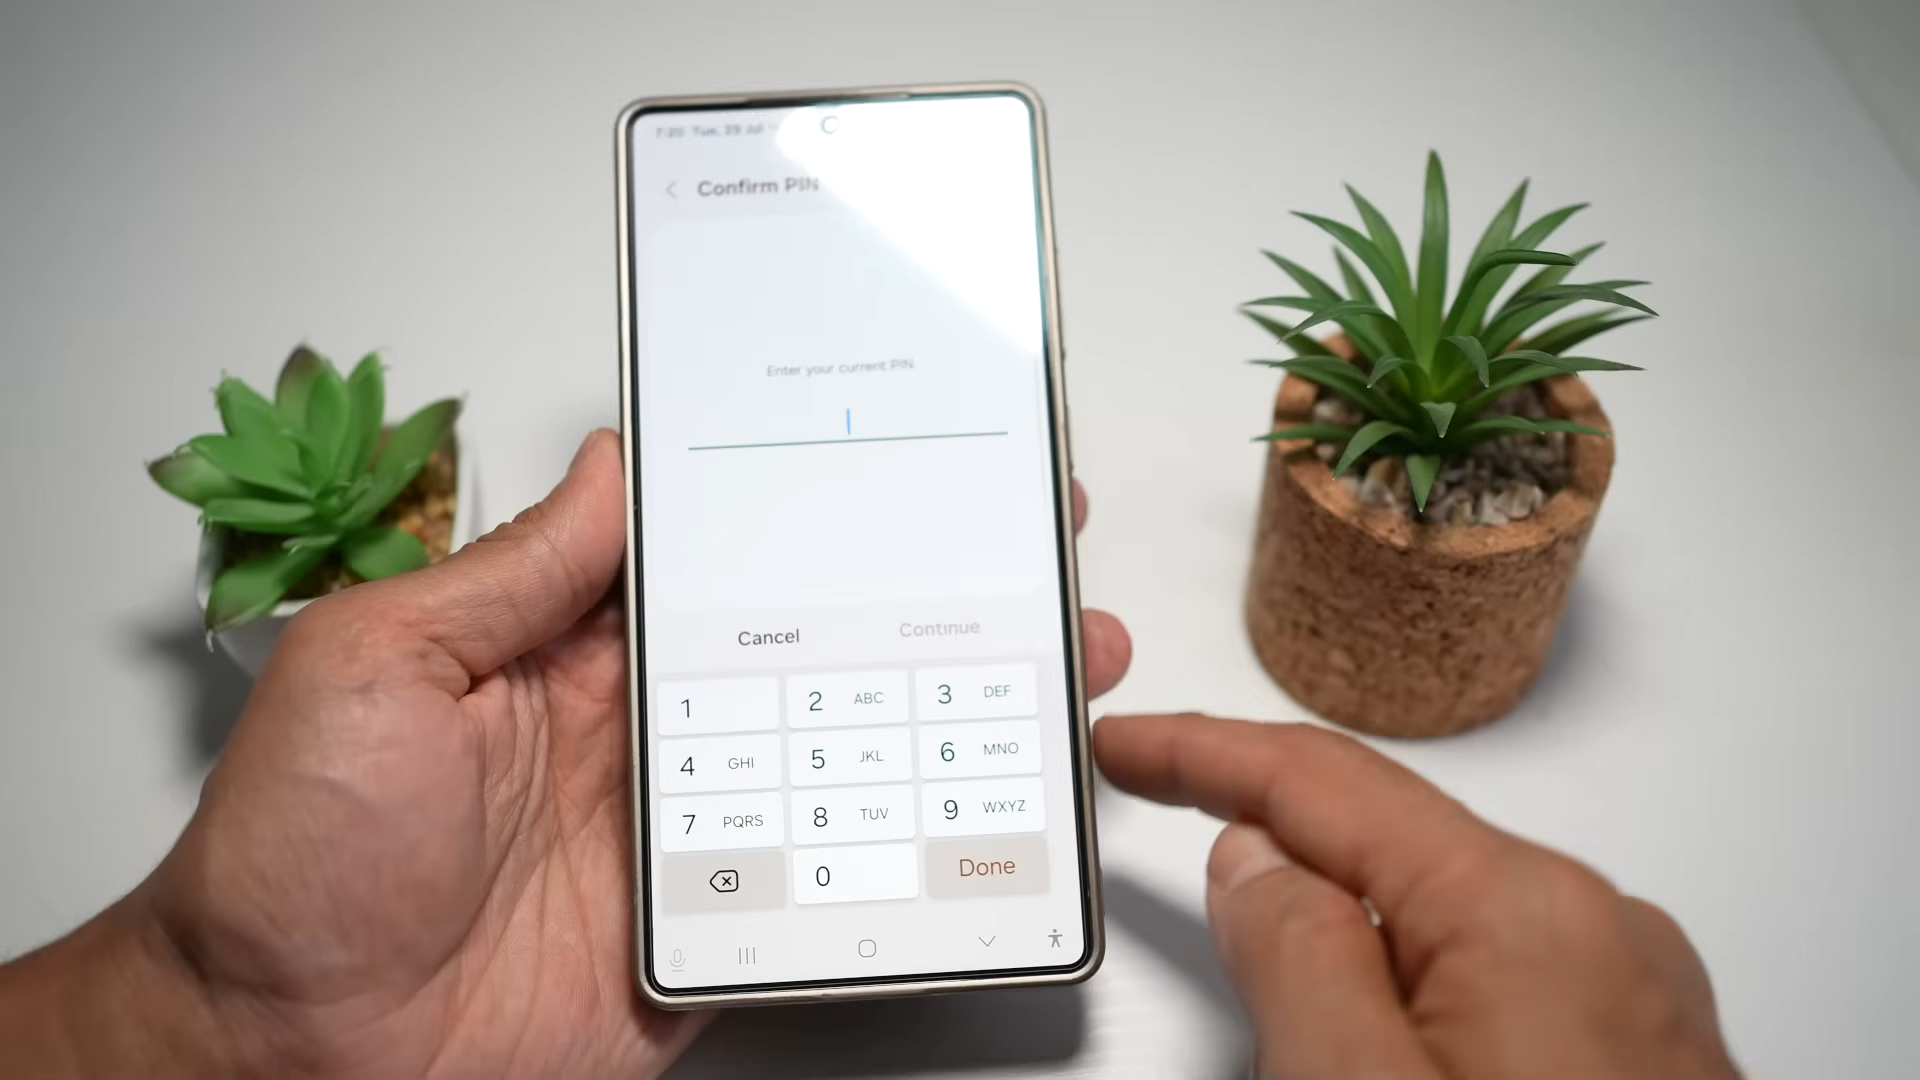 7:20 Tue, 29 Jul
Confirm PIN
Enter your current PIN
Cancel Continue
1 2 ABC 3 DEF
4 GHI 5 JKL 6 MNO
7 PQRS 8 TUV 9 WXYZ
0 Done